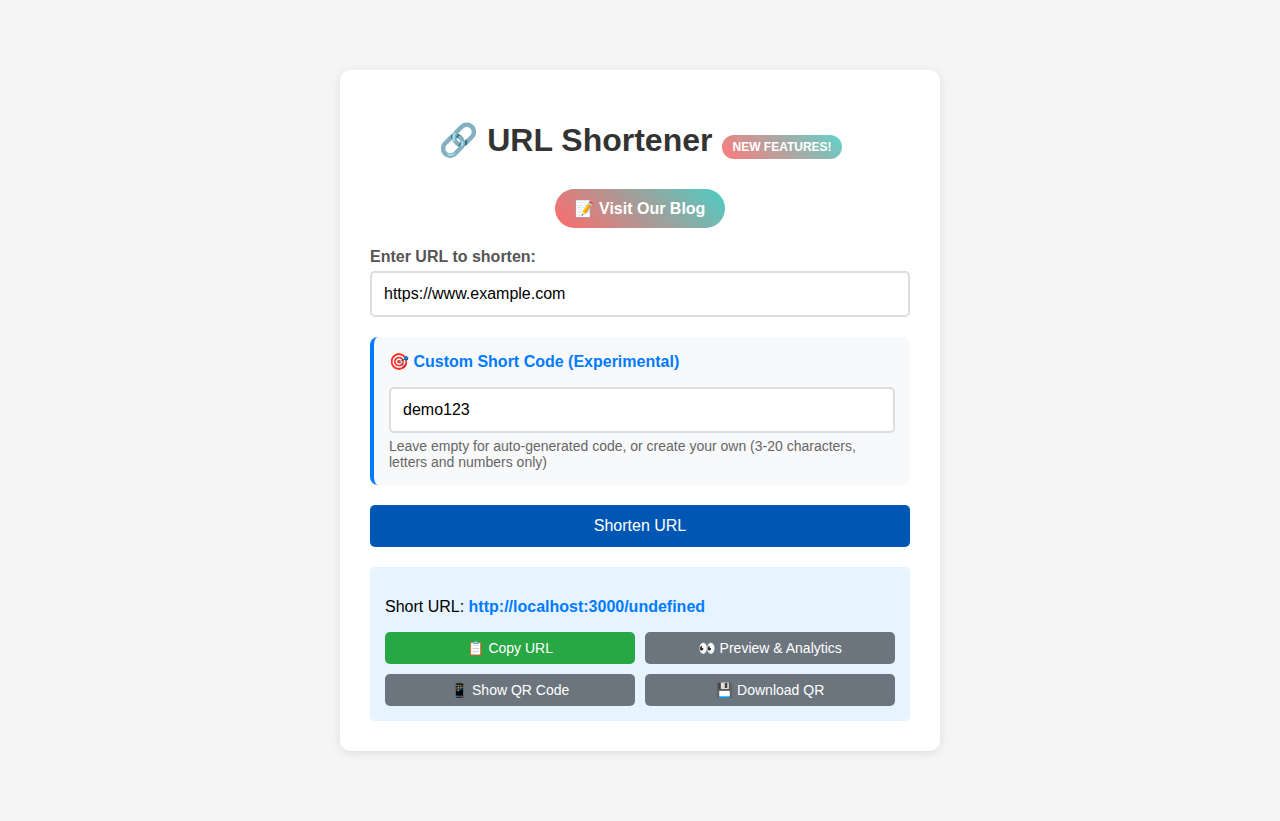 🔗 URL Shortener NEW FEATURES!
📝 Visit Our Blog
Enter URL to shorten:
https://www.example.com
🎯 Custom Short Code (Experimental)
demo123
Leave empty for auto-generated code, or create your own (3-20 characters,
letters and numbers only)
Shorten URL
Short URL: http://localhost:3000/undefined
📋 Copy URL
👀 Preview & Analytics
📱 Show QR Code
💾 Download QR